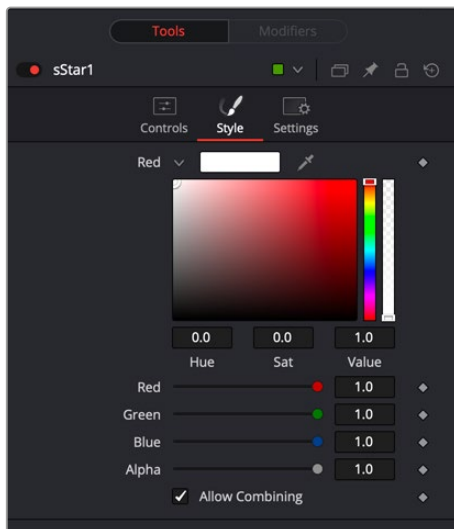 Tools Modifiers
sStar1
Controls Style Settings
Red
0.0 0.0 1.0
Hue Sat Value
Red 1.0
Green 1.0
Blue 1.0
Alpha 1.0
Allow Combining